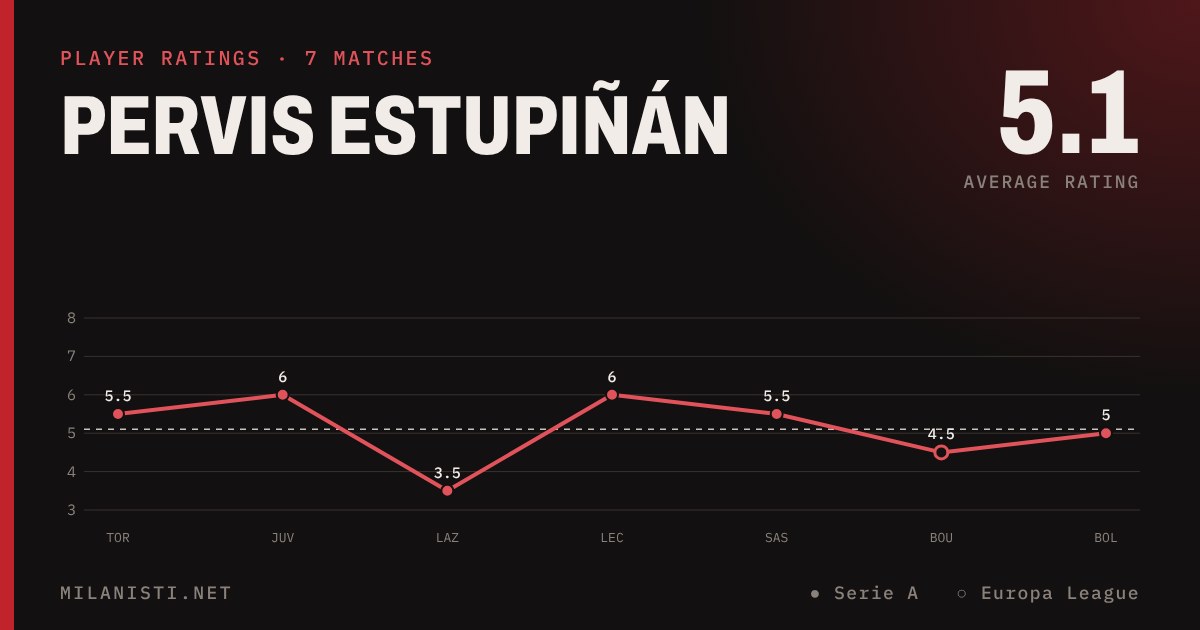 PLAYER RATINGS · 7 MATCHES
PERVIS ESTUPIÑÁN
5.1
AVERAGE RATING
8
7
6
5
4
3
5.5
6
3.5
6
5.5
4.5
5
TOR JUV LAZ LEC SAS BOU BOL
MILANISTI.NET
● Serie A ○ Europa League